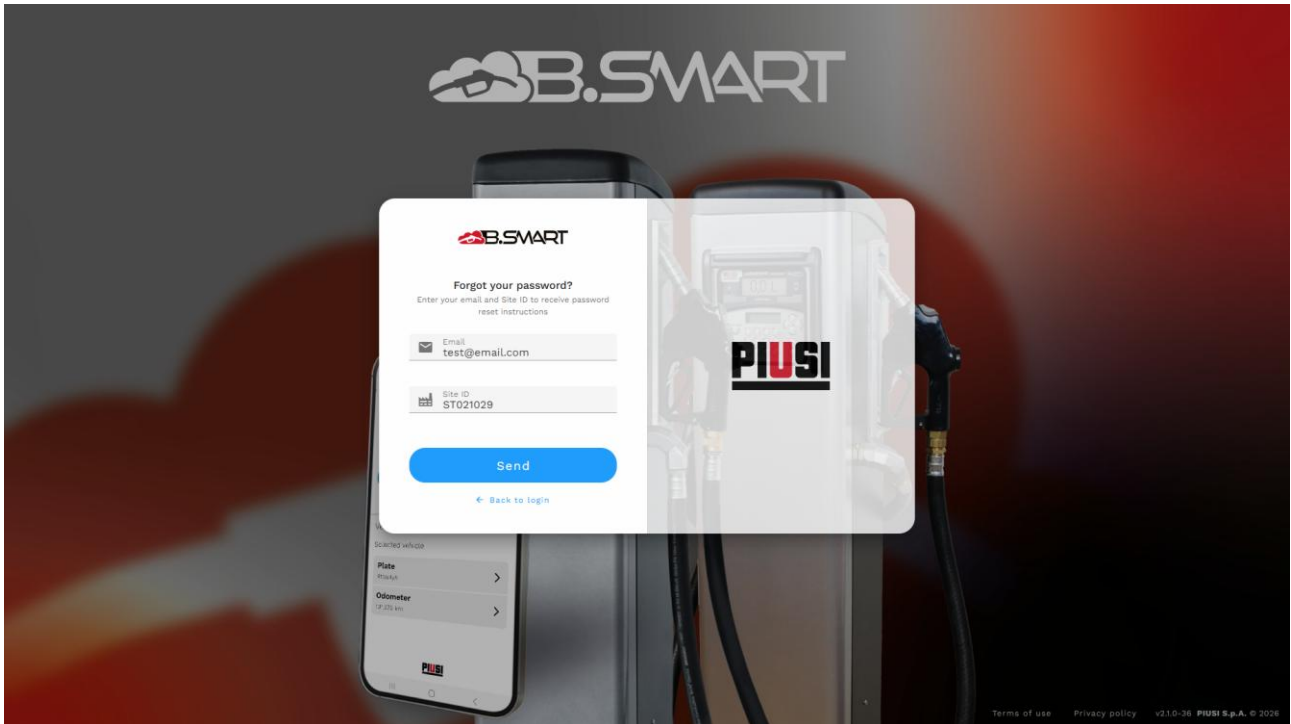 B.SMART
B.SMART
Forgot your password?
Enter your email and Site ID to receive password
reset instructions
Email
test@email.com
Site ID
ST021029
Send
← Back to login
PIUSI
Selected vehicle
Plate
Odometer
PIUSI
Terms of use Privacy policy v2.1.0-36 PIUSI S.p.A. © 2026